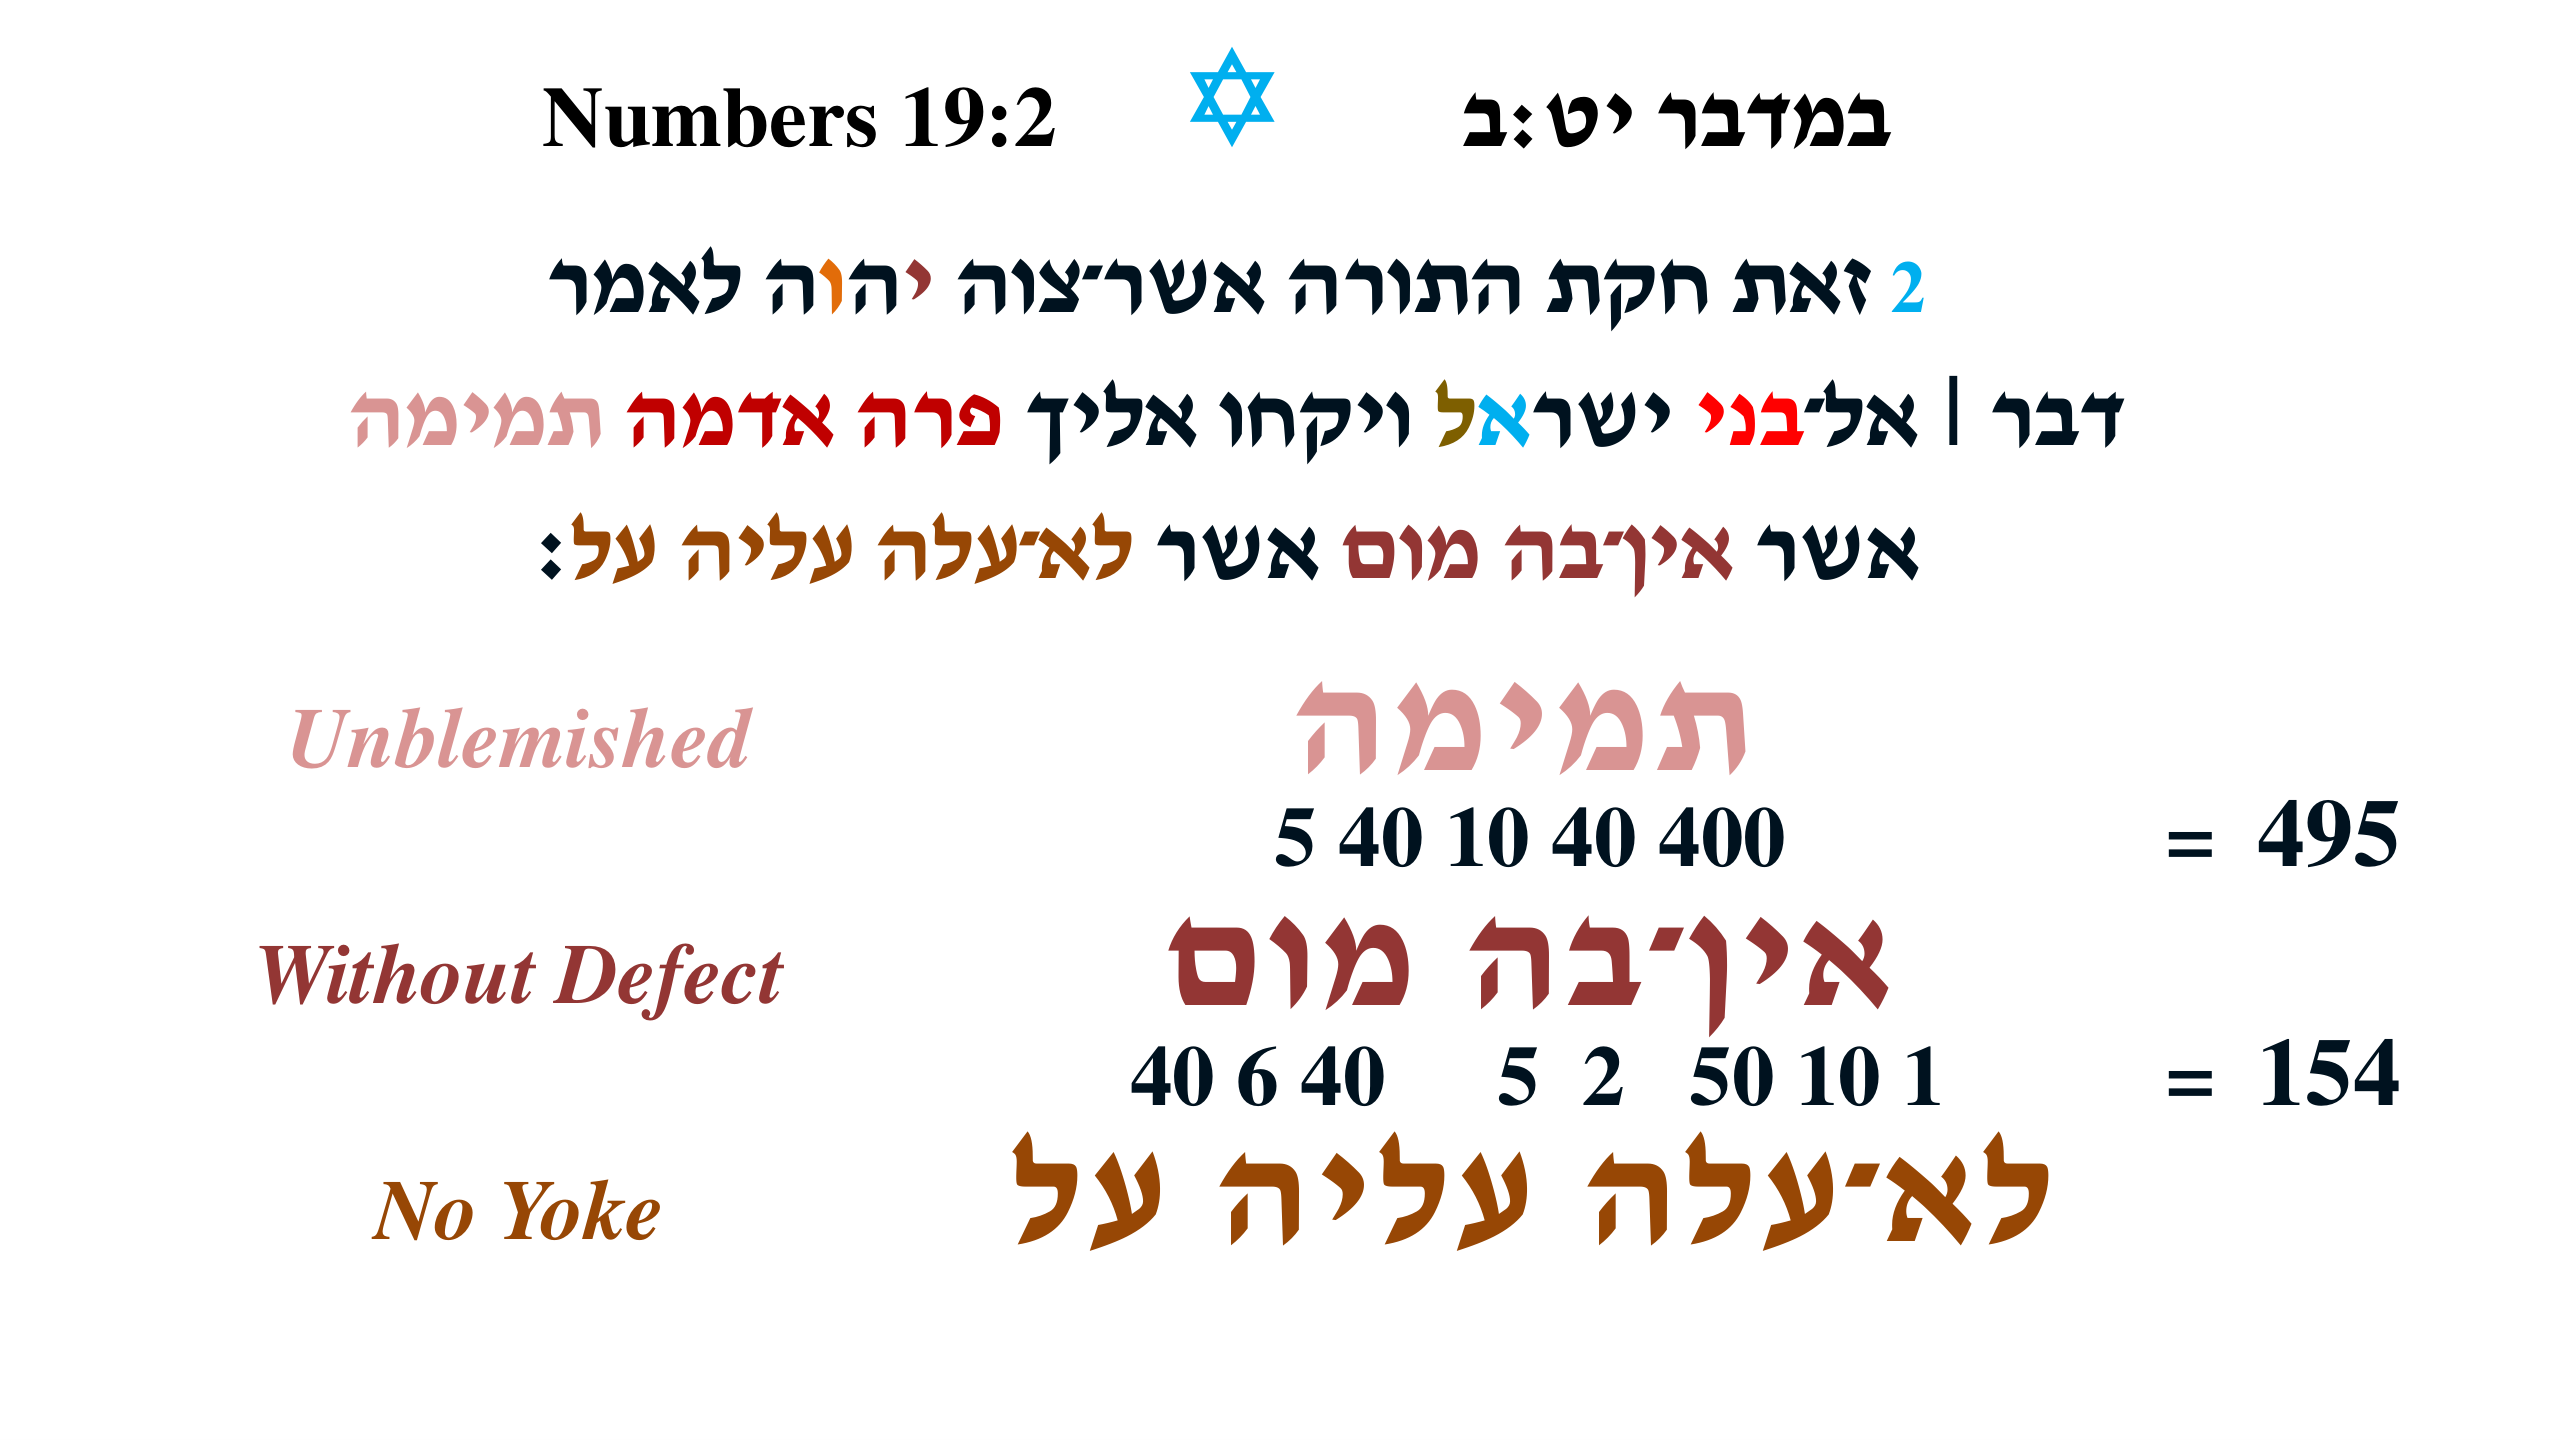 Numbers 19:2 ✡ במדבר יט:ב
2 זאת חקת התורה אשר־צוה יהוה לאמר
דבר | אל־בני ישראל ויקחו אליך פרה אדמה תמימה
אשר אין־בה מום אשר לא־עלה עליה על:
Unblemished תמימה
5 40 10 40 400 = 495
Without Defect אין־בה מום
40 6 40 5 2 50 10 1 = 154
No Yoke לא־עלה עליה על